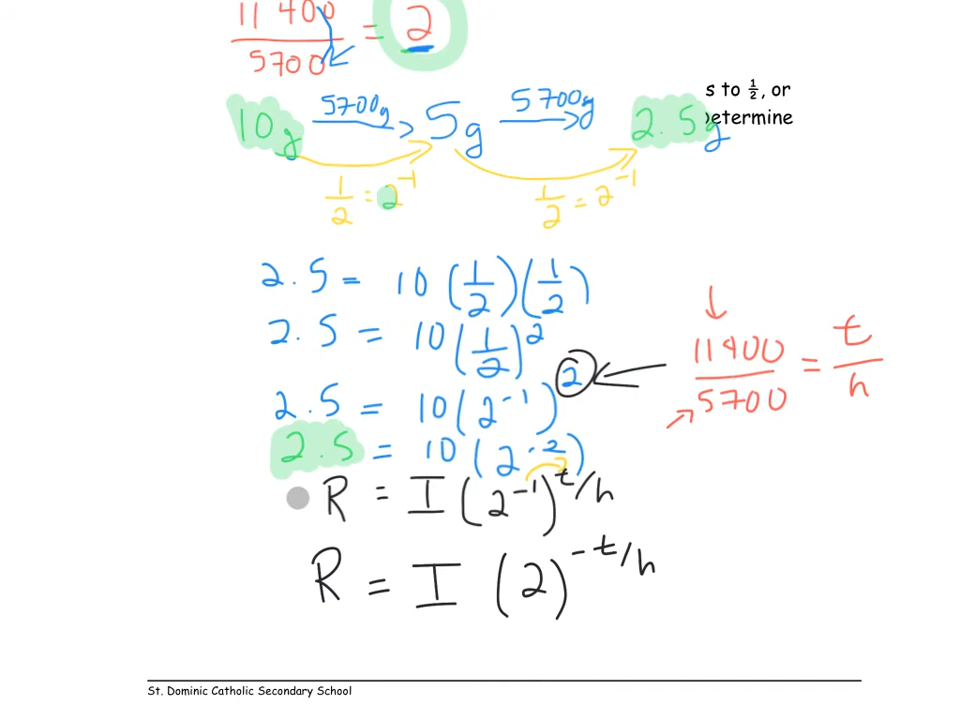 11 400
5700 = 2
s to ½, or
determine
10g 5700g 5g 5700g 2.5g
1/2 = 2⁻¹ 1/2 = 2⁻¹
2.5 = 10(1/2)(1/2)
2.5 = 10(1/2)²
2.5 = 10(2⁻¹)² 11400/5700 = t/h
2.5 = 10(2⁻²)
R = I(2⁻¹)^t/h
R = I(2)^-t/h
St. Dominic Catholic Secondary School